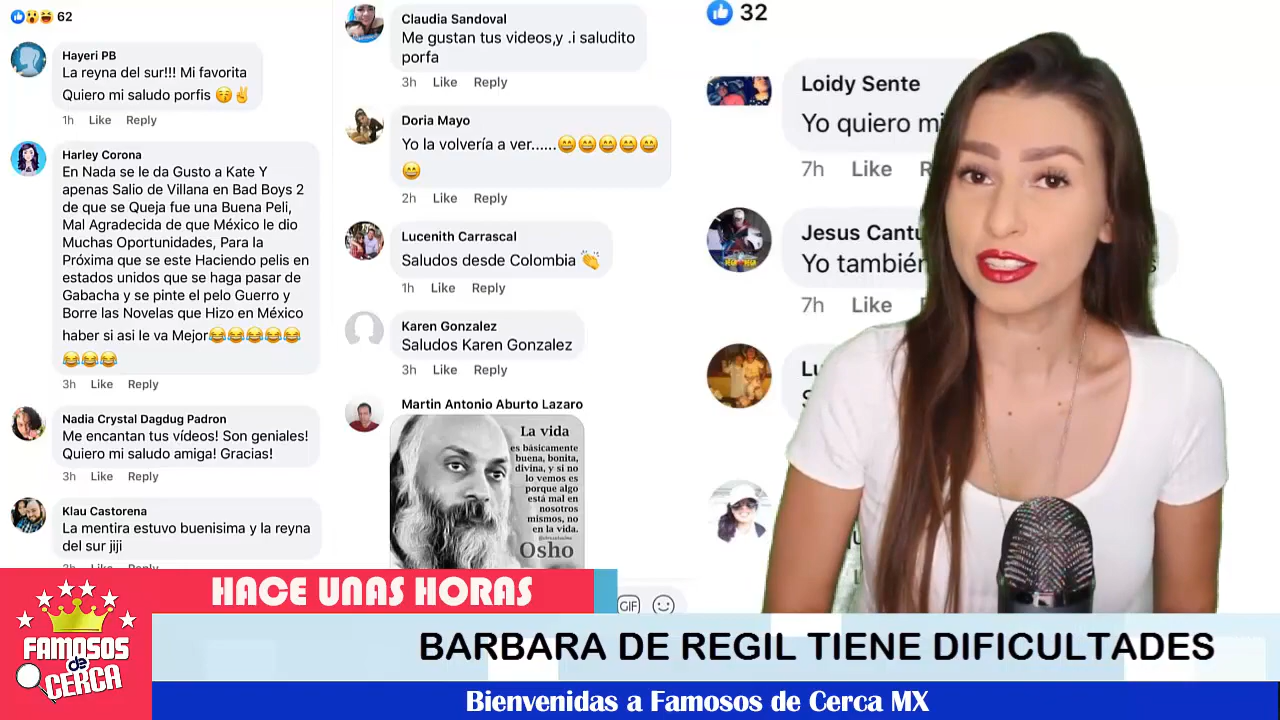 62
Hayeri PB
La reyna del sur!!! Mi favorita
Quiero mi saludo porfis 😚✌️
1h Like Reply
Harley Corona
En Nada se le da Gusto a Kate Y
apenas Salio de Villana en Bad Boys 2
de que se Queja fue una Buena Peli,
Mal Agradecida de que México le dio
Muchas Oportunidades, Para la
Próxima que se este Haciendo pelis en
estados unidos que se haga pasar de
Gabacha y se pinte el pelo Guerro y
Borre las Novelas que Hizo en México
haber si asi le va Mejor😂😂😂😂😂
😂😂😂
3h Like Reply
Nadia Crystal Dagdug Padron
Me encantan tus vídeos! Son geniales!
Quiero mi saludo amiga! Gracias!
3h Like Reply
Klau Castorena
La mentira estuvo buenisima y la reyna
del sur jiji
3h Like Reply
Claudia Sandoval
Me gustan tus videos,y .i saludito
porfa
3h Like Reply
Doria Mayo
Yo la volvería a ver......😄😄😄😄😄
😄
2h Like Reply
Lucenith Carrascal
Saludos desde Colombia 👏
1h Like Reply
Karen Gonzalez
Saludos Karen Gonzalez
3h Like Reply
Martin Antonio Aburto Lazaro
La vida
es básicamente
buena, bonita,
divina, y si no
lo vemos es
porque algo
está mal en
nosotros
mismos, no
en la vida.
Osho
32
Loidy Sente
Yo quiero mi
7h Like R
Jesus Cantu
Yo también
7h Like
GIF
HACE UNAS HORAS
BARBARA DE REGIL TIENE DIFICULTADES
FAMOSOS
de
CERCA
Bienvenidas a Famosos de Cerca MX